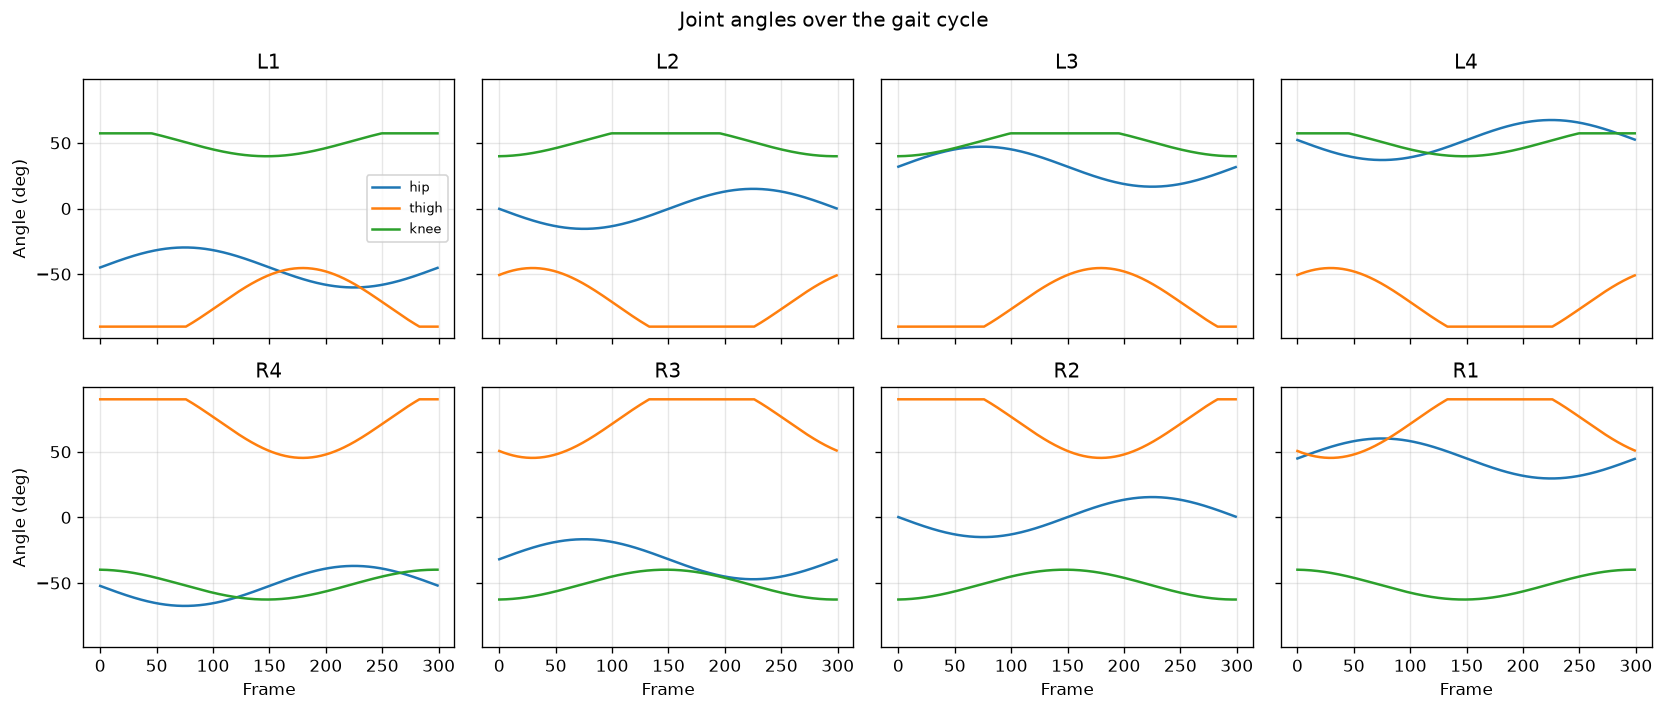 Joint angles over the gait cycle
L1 L2 L3 L4
50
0
−50
Angle (deg)
hip
thigh
knee
R4 R3 R2 R1
50
0
−50
Angle (deg)
0 50 100 150 200 250 300 0 50 100 150 200 250 300 0 50 100 150 200 250 300 0 50 100 150 200 250 300
Frame Frame Frame Frame